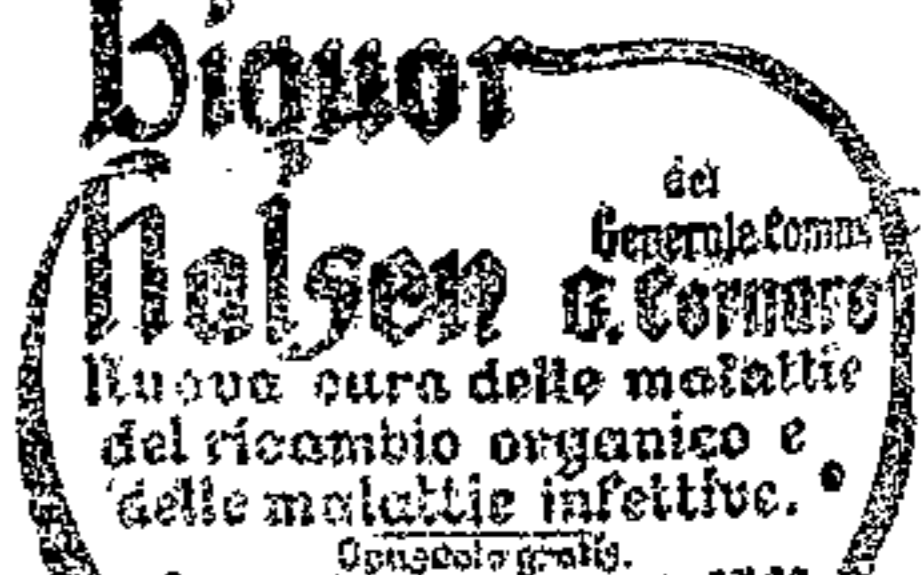 Liquor
Halsen
del
Generale Comm
G. Cornaro
Nuova cura delle malattie
del ricambio organico e
delle malattie infettive.
Opuscolo gratis.